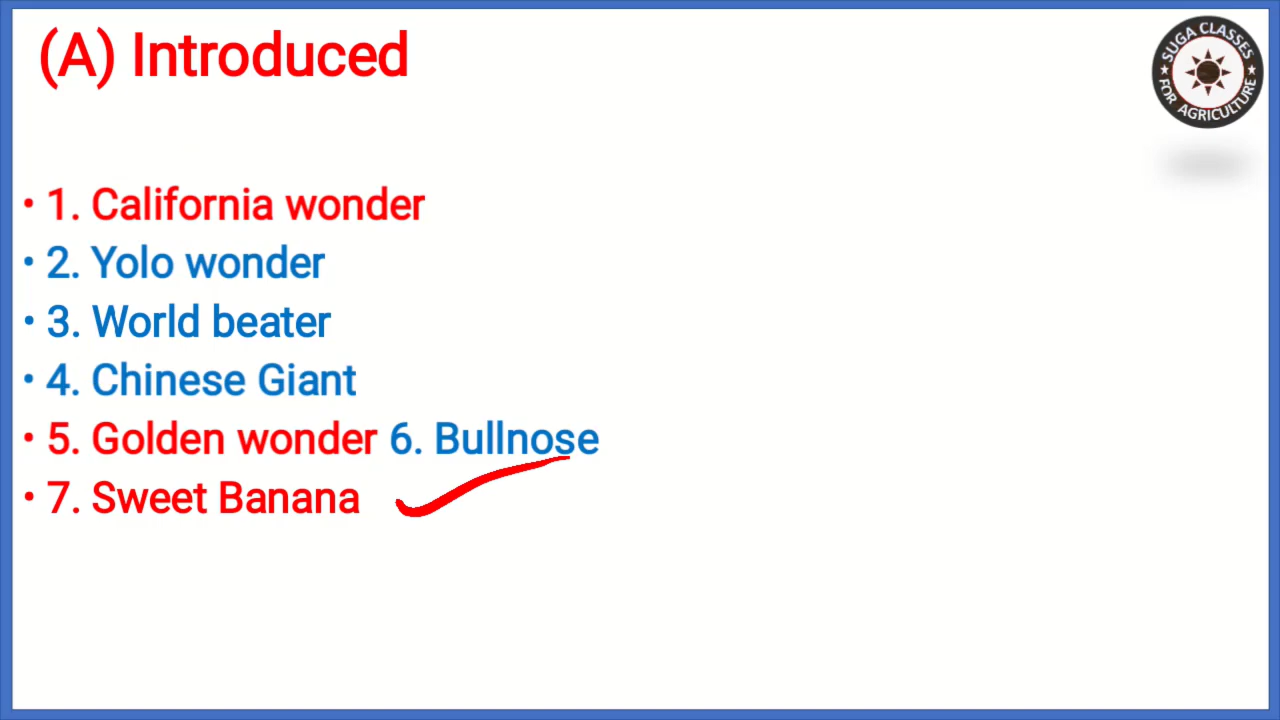 (A) Introduced
SUGA CLASSES
FOR AGRICULTURE
• 1. California wonder
• 2. Yolo wonder
• 3. World beater
• 4. Chinese Giant
• 5. Golden wonder 6. Bullnose
• 7. Sweet Banana